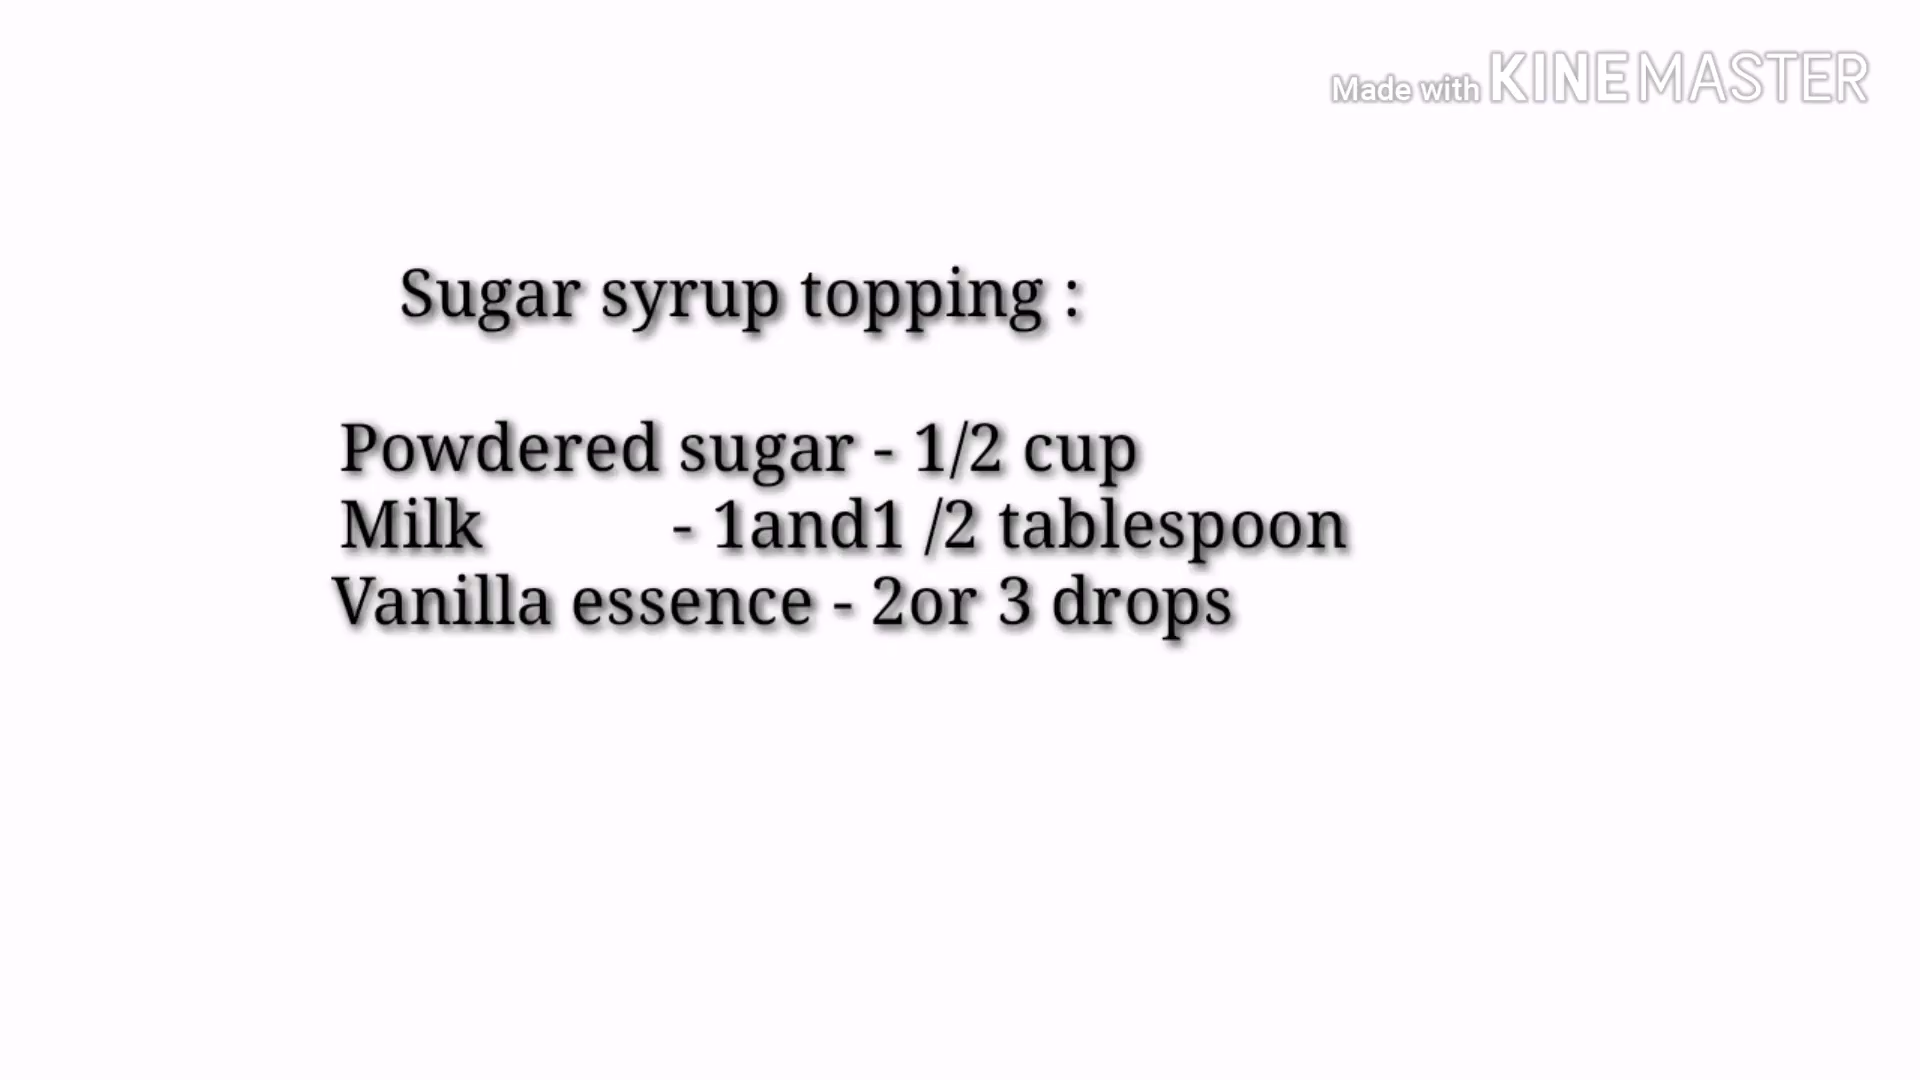 Made with KINEMASTER
Sugar syrup topping :
Powdered sugar - 1/2 cup
Milk - 1and1 /2 tablespoon
Vanilla essence - 2or 3 drops